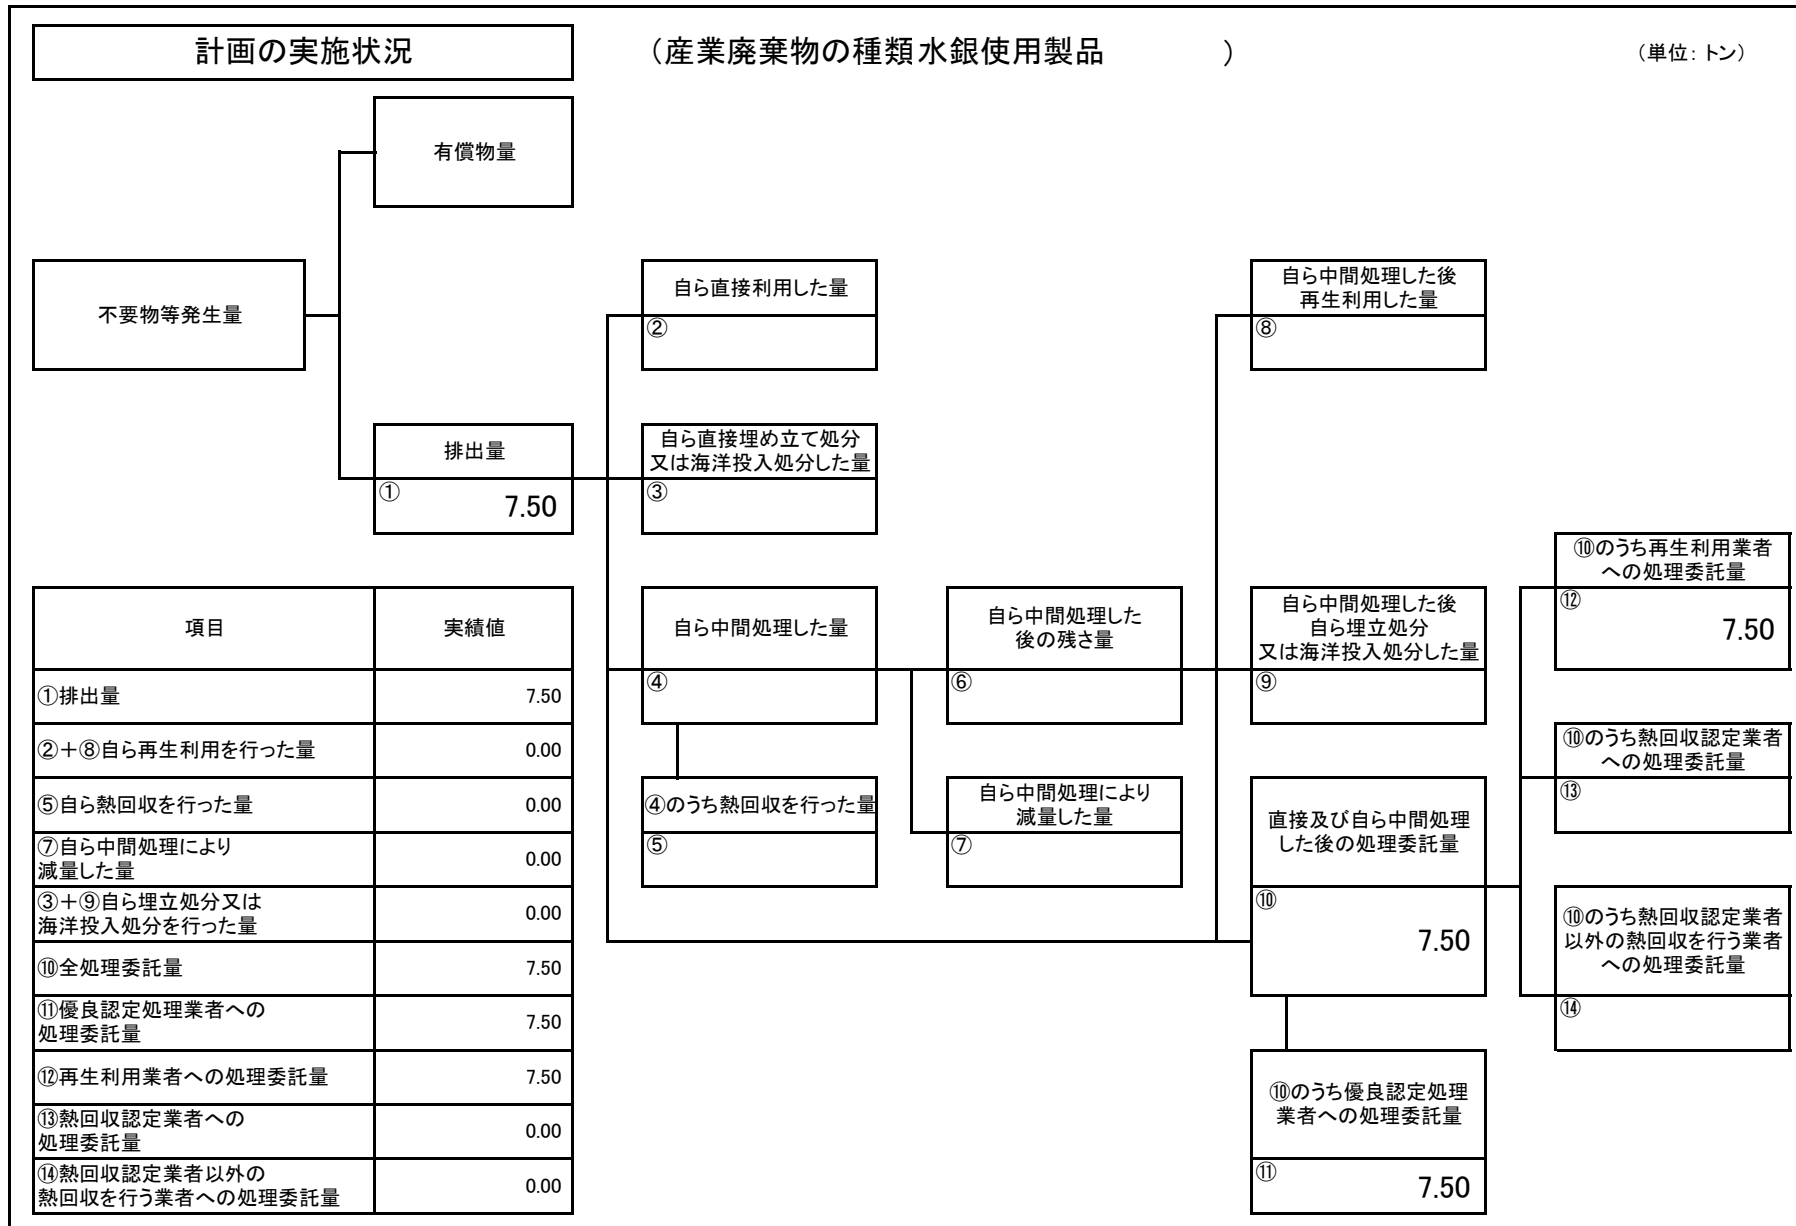 計画の実施状況
（産業廃棄物の種類 水銀使用製品　　　　）
（単位：トン）
有償物量
不要物等発生量
自ら直接利用した量
②
自ら中間処理した後
再生利用した量
⑧
排出量
① 7.50
自ら直接埋め立て処分
又は海洋投入処分した量
③
⑩のうち再生利用業者
への処理委託量
⑫ 7.50
自ら中間処理した量
④
自ら中間処理した
後の残さ量
⑥
自ら中間処理した後
自ら埋立処分
又は海洋投入処分した量
⑨
⑩のうち熱回収認定業者
への処理委託量
⑬
④のうち熱回収を行った量
⑤
自ら中間処理により
減量した量
⑦
直接及び自ら中間処理
した後の処理委託量
⑩
7.50
⑩のうち熱回収認定業者
以外の熱回収を行う業者
への処理委託量
⑭
⑩のうち優良認定処理
業者への処理委託量
⑪ 7.50
項目 実績値
①排出量 7.50
②＋⑧自ら再生利用を行った量 0.00
⑤自ら熱回収を行った量 0.00
⑦自ら中間処理により
減量した量 0.00
③＋⑨自ら埋立処分又は
海洋投入処分を行った量 0.00
⑩全処理委託量 7.50
⑪優良認定処理業者への
処理委託量 7.50
⑫再生利用業者への処理委託量 7.50
⑬熱回収認定業者への
処理委託量 0.00
⑭熱回収認定業者以外の
熱回収を行う業者への処理委託量 0.00